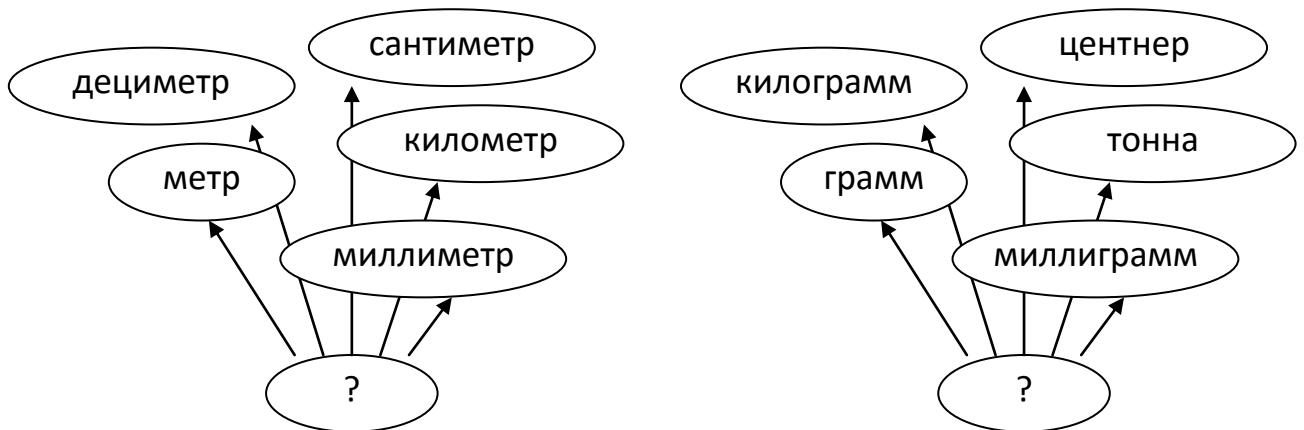 сантиметр
дециметр
километр
метр
миллиметр
?
центнер
килограмм
тонна
грамм
миллиграмм
?